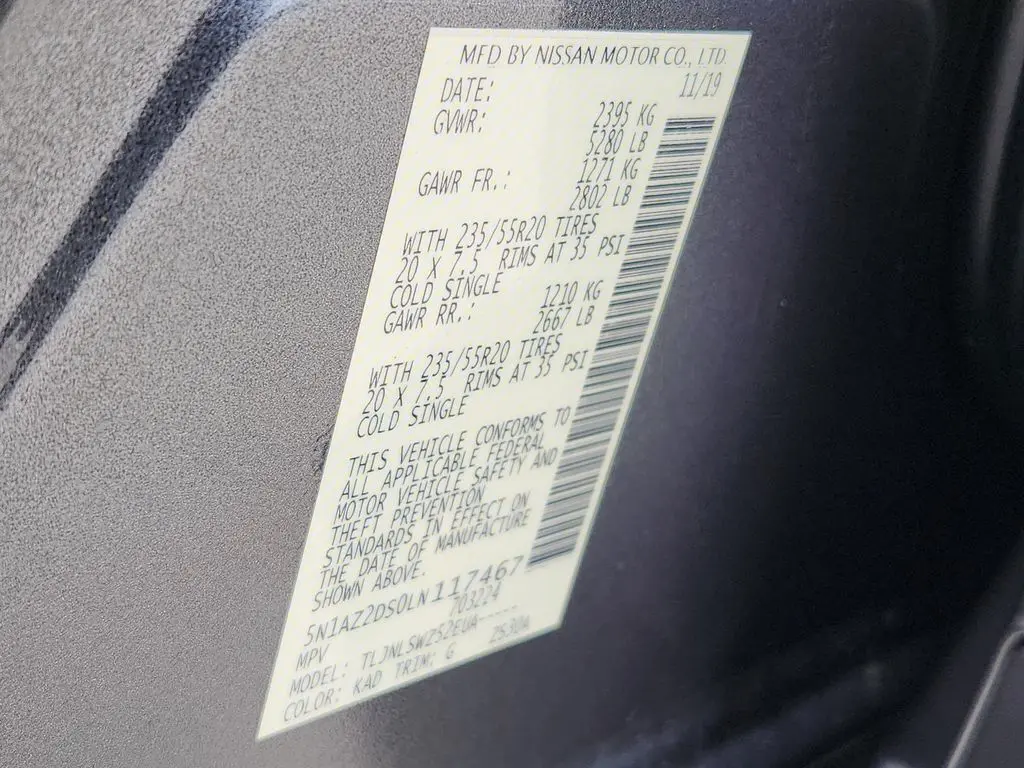 MFD BY NISSAN MOTOR CO., LTD.
DATE: 11/19
GVWR: 2395 KG
5280 LB
GAWR FR.: 1271 KG
2802 LB
WITH 235/55R20 TIRES
20 X 7.5 RIMS AT 35 PSI
COLD SINGLE
GAWR RR.: 1210 KG
2667 LB
WITH 235/55R20 TIRES
20 X 7.5 RIMS AT 35 PSI
COLD SINGLE
THIS VEHICLE CONFORMS TO
ALL APPLICABLE FEDERAL
MOTOR VEHICLE SAFETY AND
THEFT PREVENTION
STANDARDS IN EFFECT ON
THE DATE OF MANUFACTURE
SHOWN ABOVE.
5N1AZ2DS0LN117467
MPV 703224
MODEL: TLJNLSWZ52EUA-----
COLOR: KAD TRIM: G ZS30A